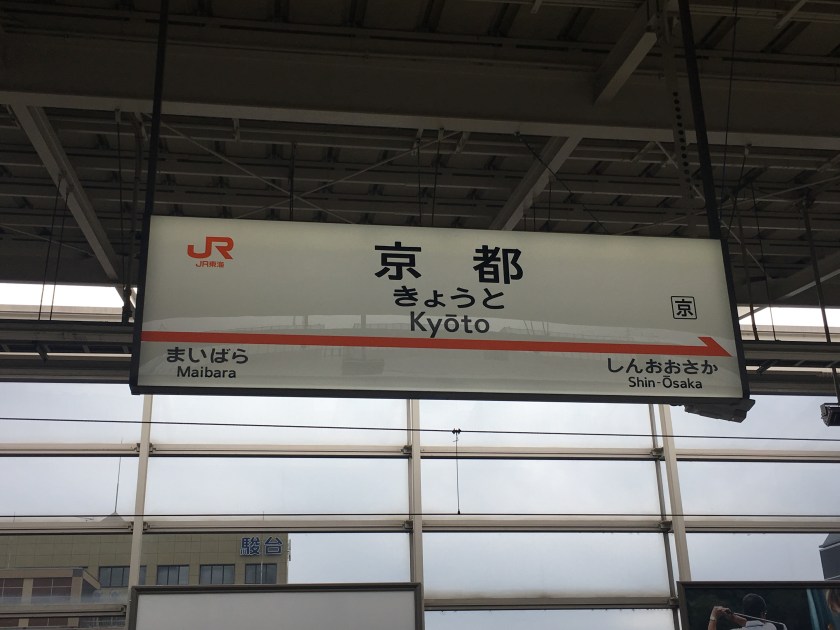 JR
JR東海
京都
きょうと
Kyōto
京
まいばら
Maibara
しんおおさか
Shin-Ōsaka
駿台